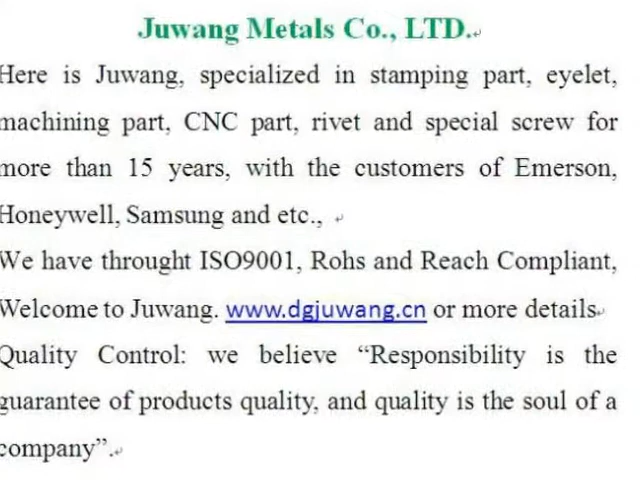 Juwang Metals Co., LTD.
Here is Juwang, specialized in stamping part, eyelet,
machining part, CNC part, rivet and special screw for
more than 15 years, with the customers of Emerson,
Honeywell, Samsung and etc.,
We have throught ISO9001, Rohs and Reach Compliant,
Welcome to Juwang. www.dgjuwang.cn or more details
Quality Control: we believe “Responsibility is the
guarantee of products quality, and quality is the soul of a
company”.